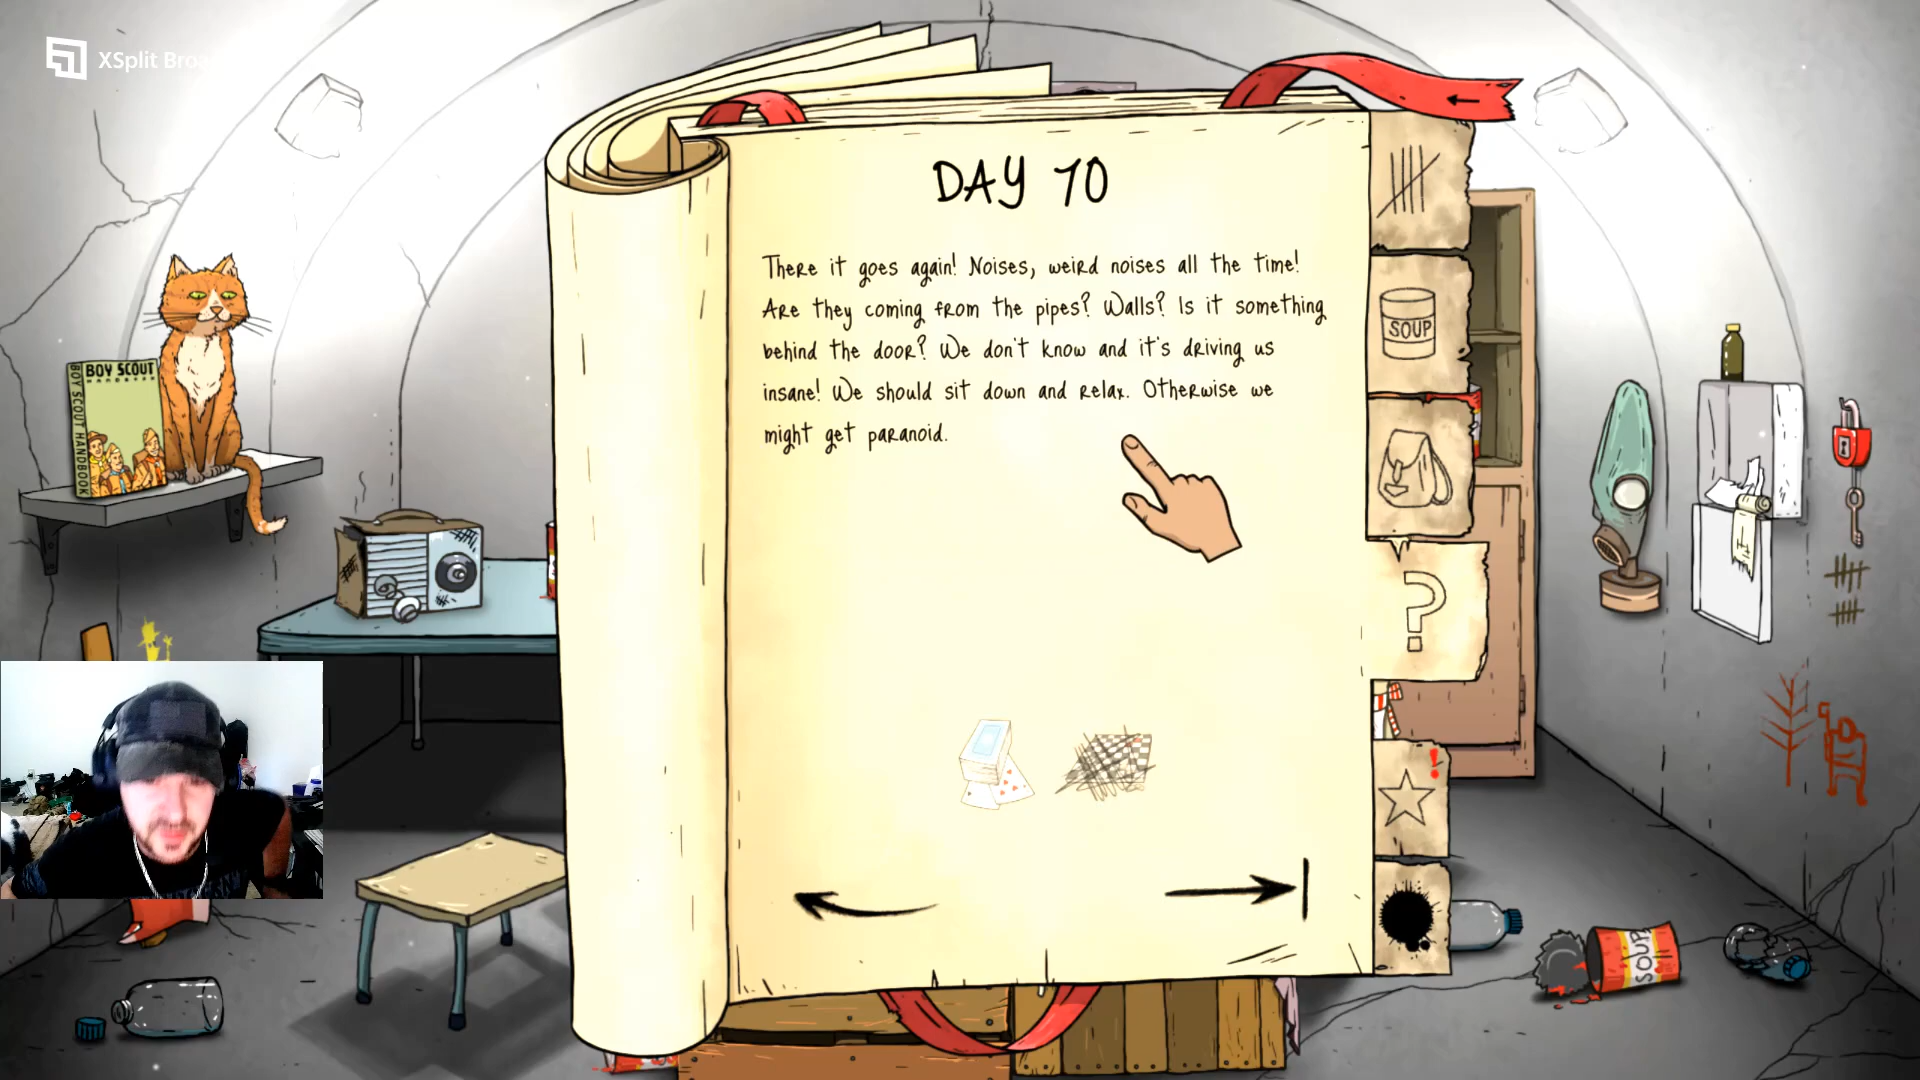 XSplit Broa
DAY 70
There it goes again! Noises, weird noises all the time!
Are they coming from the pipes? Walls? Is it something
behind the door? We don't know and it's driving us
insane! We should sit down and relax. Otherwise we
might get paranoid.
SOUP
BOY SCOUT
HANDBOOK
BOY SCOUT HANDBOOK
SOUP